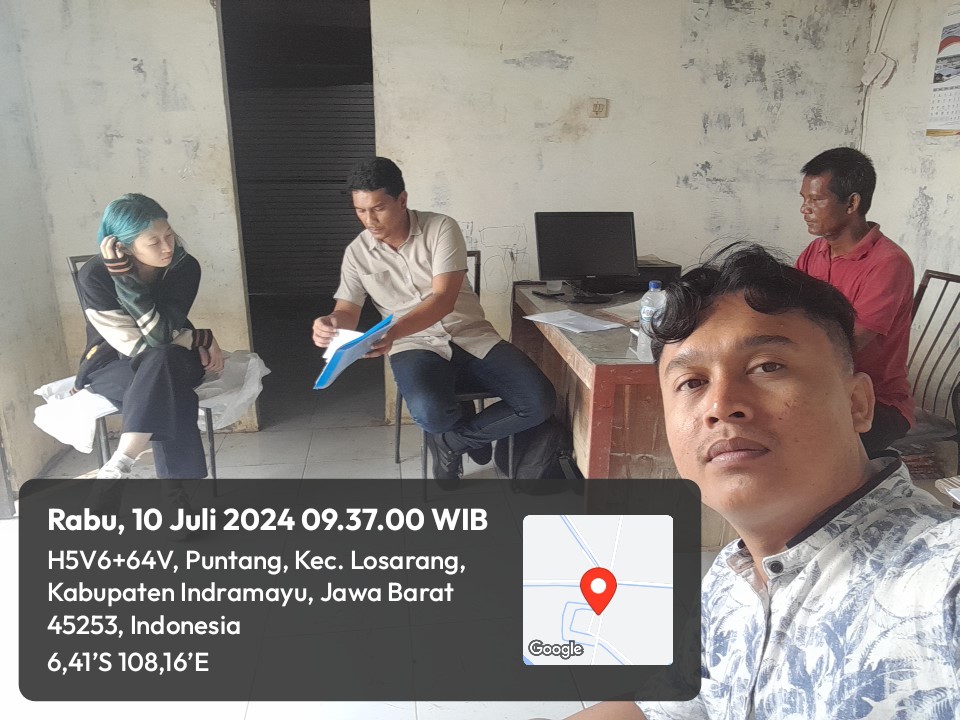 Rabu, 10 Juli 2024 09.37.00 WIB
H5V6+64V, Puntang, Kec. Losarang,
Kabupaten Indramayu, Jawa Barat
45253, Indonesia
6,41’S 108,16’E
Google